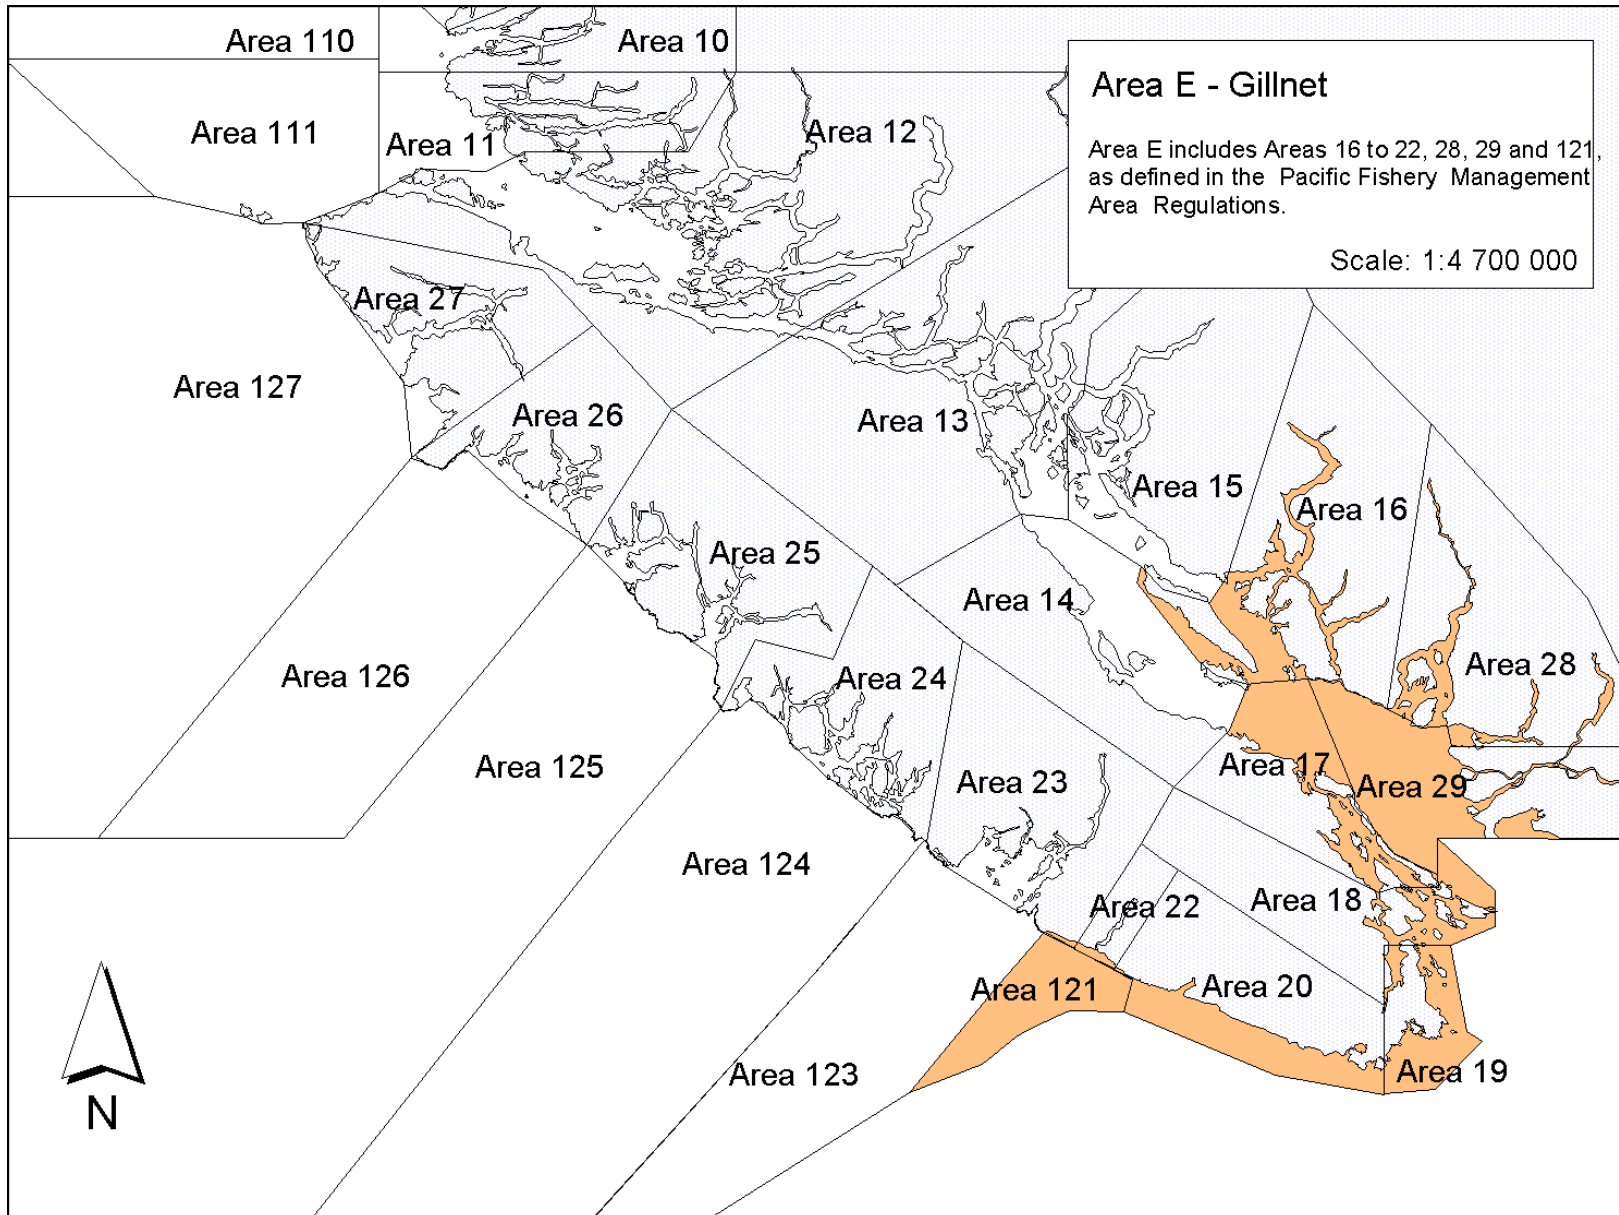 Area 110
Area 10
Area E - Gillnet
Area 111
Area 11
Area 12
Area E includes Areas 16 to 22, 28, 29 and 121,
as defined in the Pacific Fishery Management
Area Regulations.
Scale: 1:4 700 000
Area 27
Area 127
Area 26
Area 13
Area 15
Area 16
Area 25
Area 14
Area 126
Area 24
Area 28
Area 125
Area 23
Area 17
Area 29
Area 124
Area 22
Area 18
Area 121
Area 20
Area 123
Area 19
N